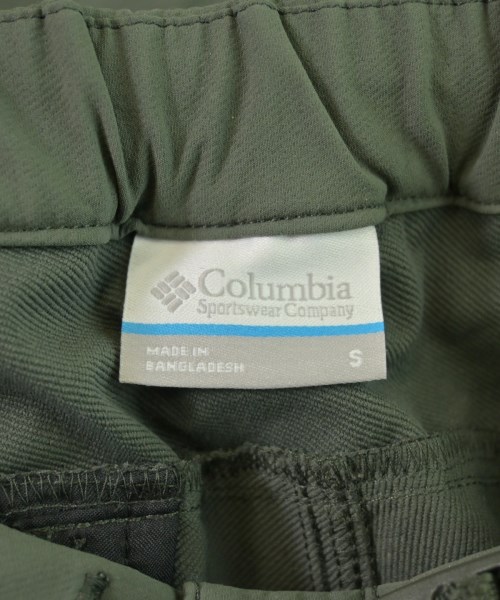 Columbia
Sportswear Company
MADE IN
BANGLADESH
S